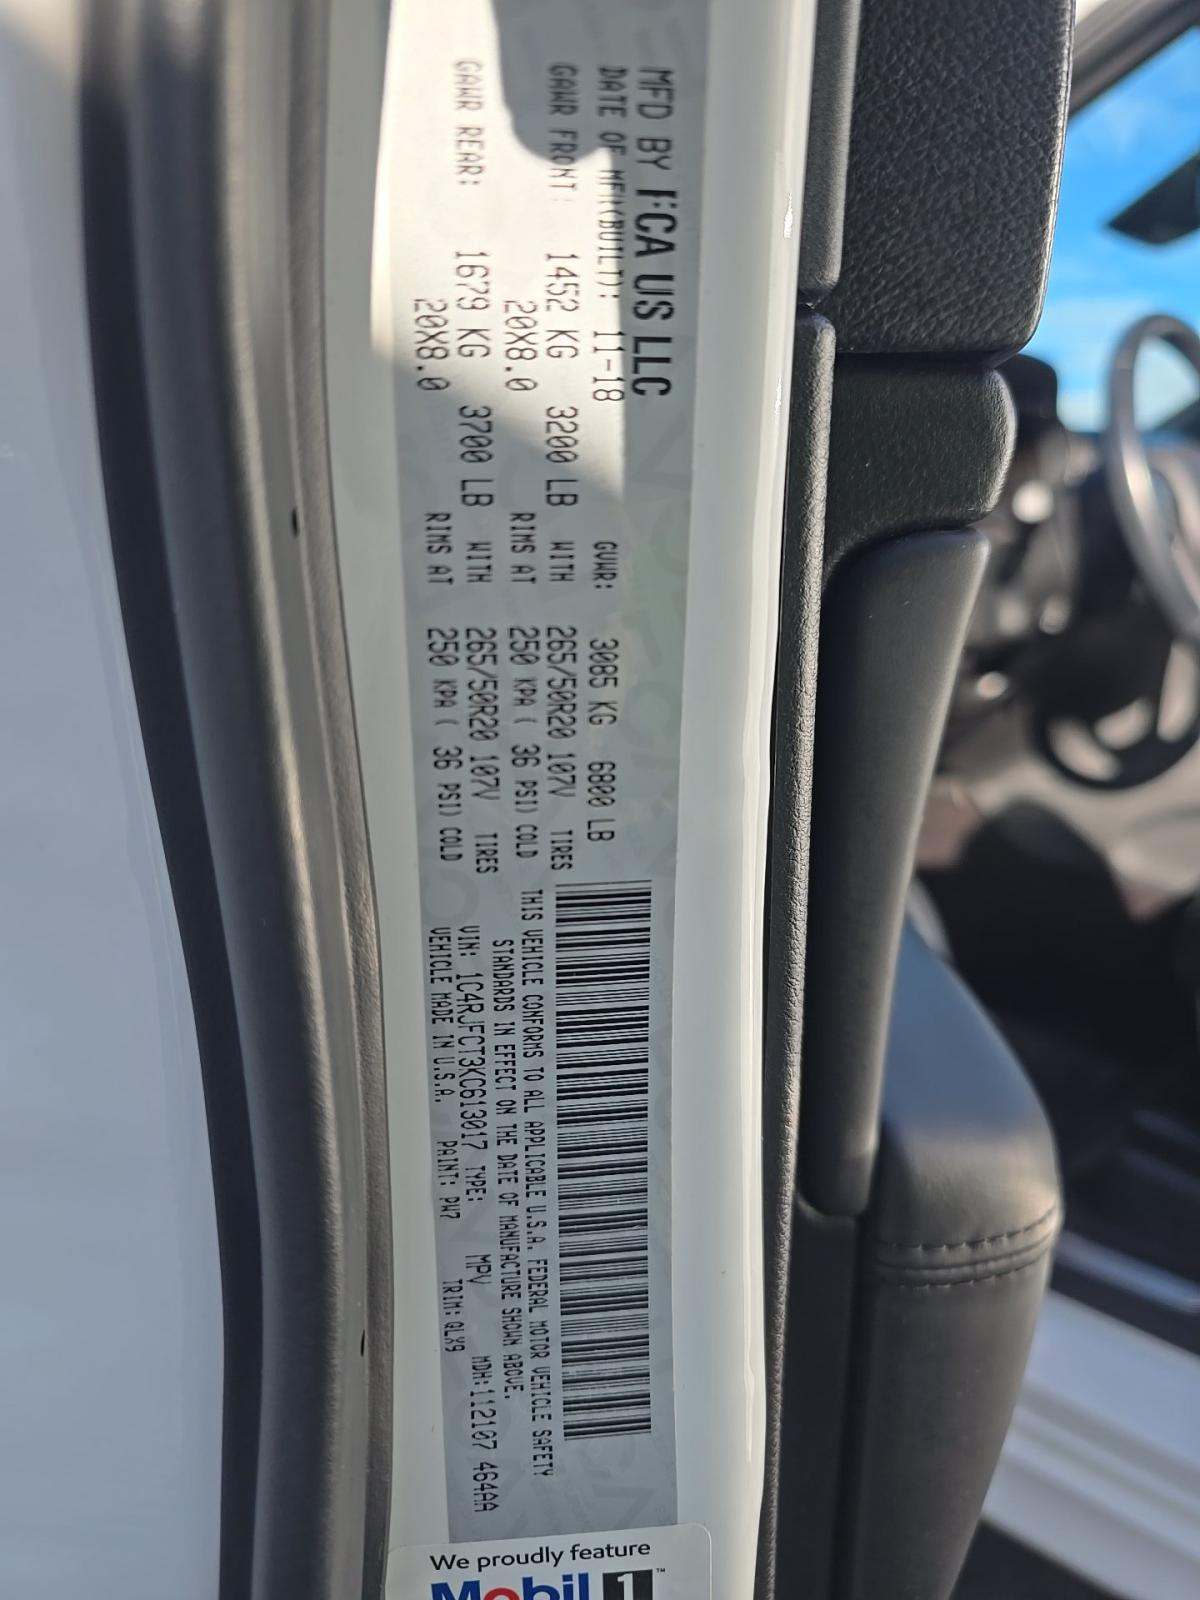 MFD BY FCA US LLC
DATE OF MFR(BUILT): 11-18 GVWR: 3085 KG 6800 LB
GAWR FRONT: 1452 KG 3200 LB WITH 265/50R20 107V TIRES
20X8.0 RIMS AT 250 KPA ( 36 PSI) COLD
GAWR REAR: 1679 KG 3700 LB WITH 265/50R20 107V TIRES
20X8.0 RIMS AT 250 KPA ( 36 PSI) COLD
THIS VEHICLE CONFORMS TO ALL APPLICABLE U.S.A. FEDERAL MOTOR VEHICLE SAFETY
STANDARDS IN EFFECT ON THE DATE OF MANUFACTURE SHOWN ABOVE.
VIN: 1C4RJFCT3KC613017 TYPE: MPV MDH:112107 464AA
VEHICLE MADE IN U.S.A. PAINT: PW7 TRIM:QLX9
We proudly feature
Mobil 1™